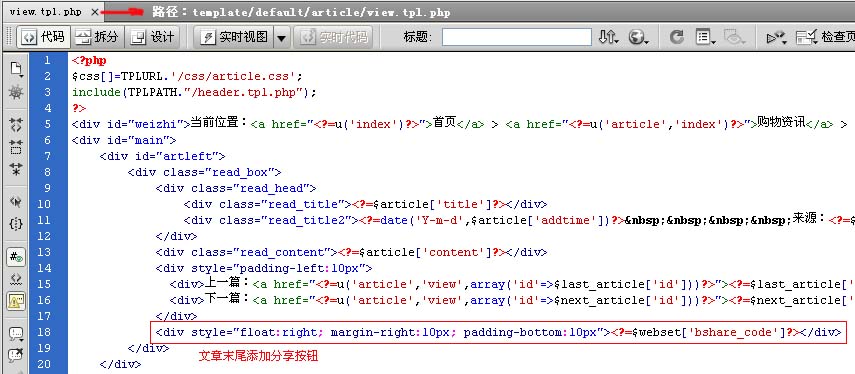 view.tpl.php × 路径：template/default/article/view.tpl.php
代码 拆分 设计 实时视图 实时代码 标题: 检查页
1 <?php
2 $css[]=TPLURL.'/css/article.css';
3 include(TPLPATH."/header.tpl.php");
4 ?>
5 <div id="weizhi">当前位置：<a href="<?=u('index')?>">首页</a> > <a href="<?=u('article','index')?>">购物资讯</a> >
6 <div id="main">
7 <div id="artleft">
8 <div class="read_box">
9 <div class="read_head">
10 <div class="read_title"><?=$article['title']?></div>
11 <div class="read_title2"><?=date('Y-m-d',$article['addtime'])?>&nbsp;&nbsp;&nbsp;&nbsp;来源：<?=$
12 </div>
13 <div class="read_content"><?=$article['content']?></div>
14 <div style="padding-left:10px">
15 <div>上一篇：<a href="<?=u('article','view',array('id'=>$last_article['id']))?>"><?=$last_article['
16 <div>下一篇：<a href="<?=u('article','view',array('id'=>$next_article['id']))?>"><?=$next_article['
17 </div>
18 <div style="float:right; margin-right:10px; padding-bottom:10px"><?=$webset['bshare_code']?></div>
19 </div>
文章末尾添加分享按钮
20 </div>